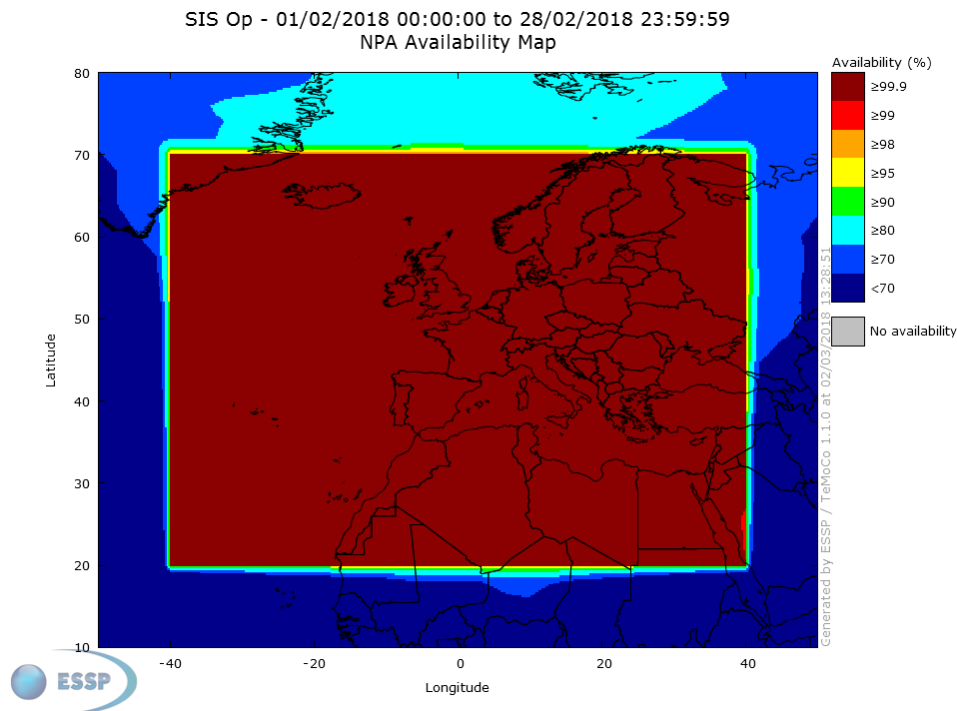 SIS Op - 01/02/2018 00:00:00 to 28/02/2018 23:59:59
NPA Availability Map
Availability (%)
≥99.9
≥99
≥98
≥95
≥90
≥80
≥70
<70
No availability
80
70
60
50
40
30
20
10
Latitude
-40
-20
0
20
40
Longitude
Generated by ESSP / TeMoCo 1.1.0 at 02/03/2018 13:28:51
ESSP